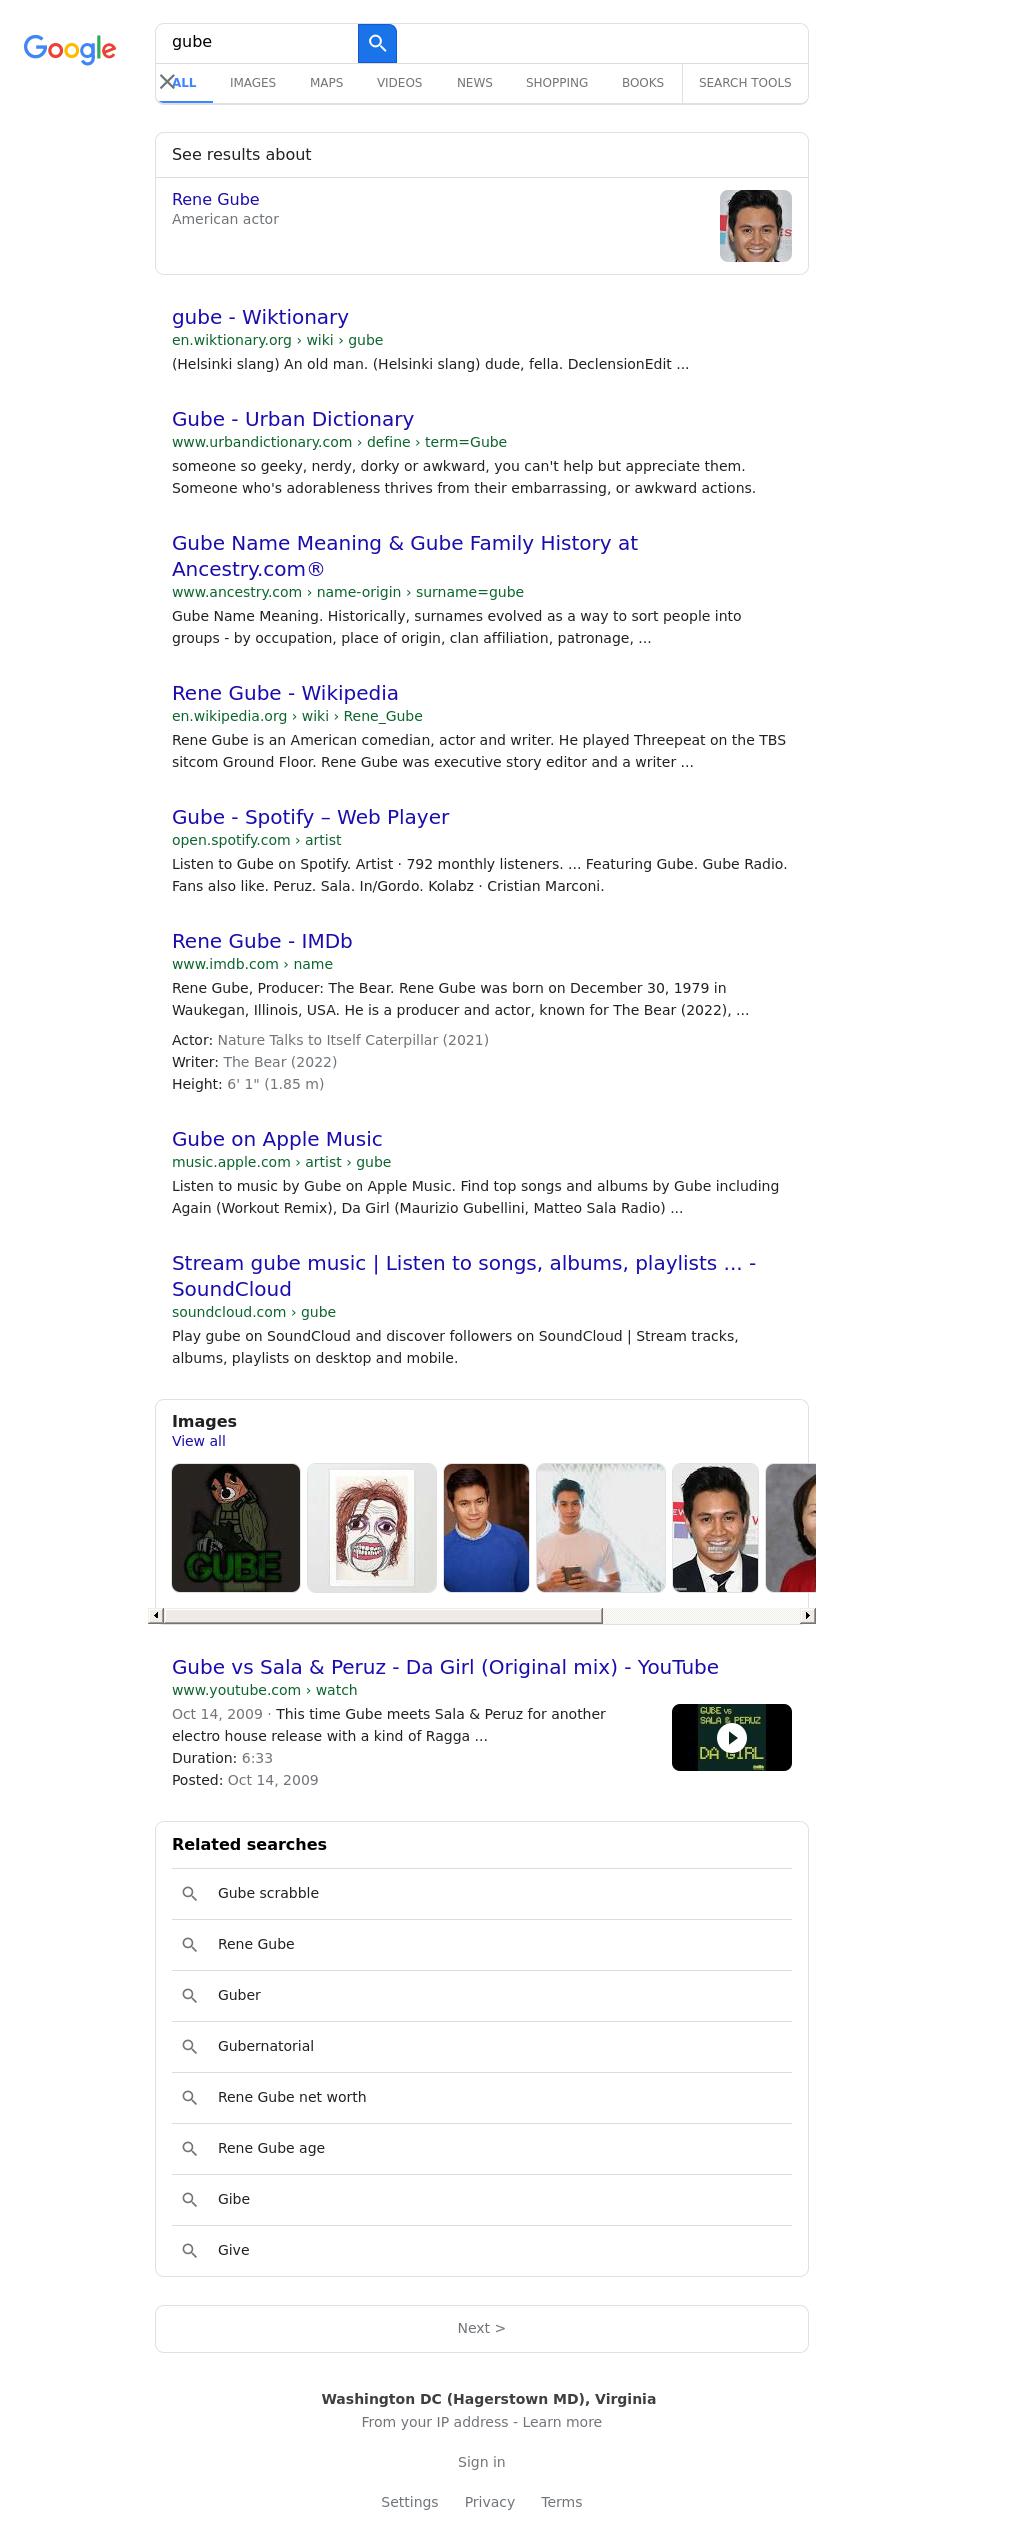 Google
gube
ALL IMAGES MAPS VIDEOS NEWS SHOPPING BOOKS SEARCH TOOLS
See results about
Rene Gube
American actor
gube - Wiktionary
en.wiktionary.org › wiki › gube
(Helsinki slang) An old man. (Helsinki slang) dude, fella. DeclensionEdit ...
Gube - Urban Dictionary
www.urbandictionary.com › define › term=Gube
someone so geeky, nerdy, dorky or awkward, you can't help but appreciate them.
Someone who's adorableness thrives from their embarrassing, or awkward actions.
Gube Name Meaning & Gube Family History at
Ancestry.com®
www.ancestry.com › name-origin › surname=gube
Gube Name Meaning. Historically, surnames evolved as a way to sort people into
groups - by occupation, place of origin, clan affiliation, patronage, ...
Rene Gube - Wikipedia
en.wikipedia.org › wiki › Rene_Gube
Rene Gube is an American comedian, actor and writer. He played Threepeat on the TBS
sitcom Ground Floor. Rene Gube was executive story editor and a writer ...
Gube - Spotify – Web Player
open.spotify.com › artist
Listen to Gube on Spotify. Artist · 792 monthly listeners. ... Featuring Gube. Gube Radio.
Fans also like. Peruz. Sala. In/Gordo. Kolabz · Cristian Marconi.
Rene Gube - IMDb
www.imdb.com › name
Rene Gube, Producer: The Bear. Rene Gube was born on December 30, 1979 in
Waukegan, Illinois, USA. He is a producer and actor, known for The Bear (2022), ...
Actor: Nature Talks to Itself Caterpillar (2021)
Writer: The Bear (2022)
Height: 6' 1" (1.85 m)
Gube on Apple Music
music.apple.com › artist › gube
Listen to music by Gube on Apple Music. Find top songs and albums by Gube including
Again (Workout Remix), Da Girl (Maurizio Gubellini, Matteo Sala Radio) ...
Stream gube music | Listen to songs, albums, playlists ... -
SoundCloud
soundcloud.com › gube
Play gube on SoundCloud and discover followers on SoundCloud | Stream tracks,
albums, playlists on desktop and mobile.
Images
View all
GUBE
Gube vs Sala & Peruz - Da Girl (Original mix) - YouTube
www.youtube.com › watch
Oct 14, 2009 · This time Gube meets Sala & Peruz for another
electro house release with a kind of Ragga ...
Duration: 6:33
Posted: Oct 14, 2009
GUBE VS
SALA & PERUZ
DA GIRL
Related searches
Gube scrabble
Rene Gube
Guber
Gubernatorial
Rene Gube net worth
Rene Gube age
Gibe
Give
Next >
Washington DC (Hagerstown MD), Virginia
From your IP address - Learn more
Sign in
Settings Privacy Terms